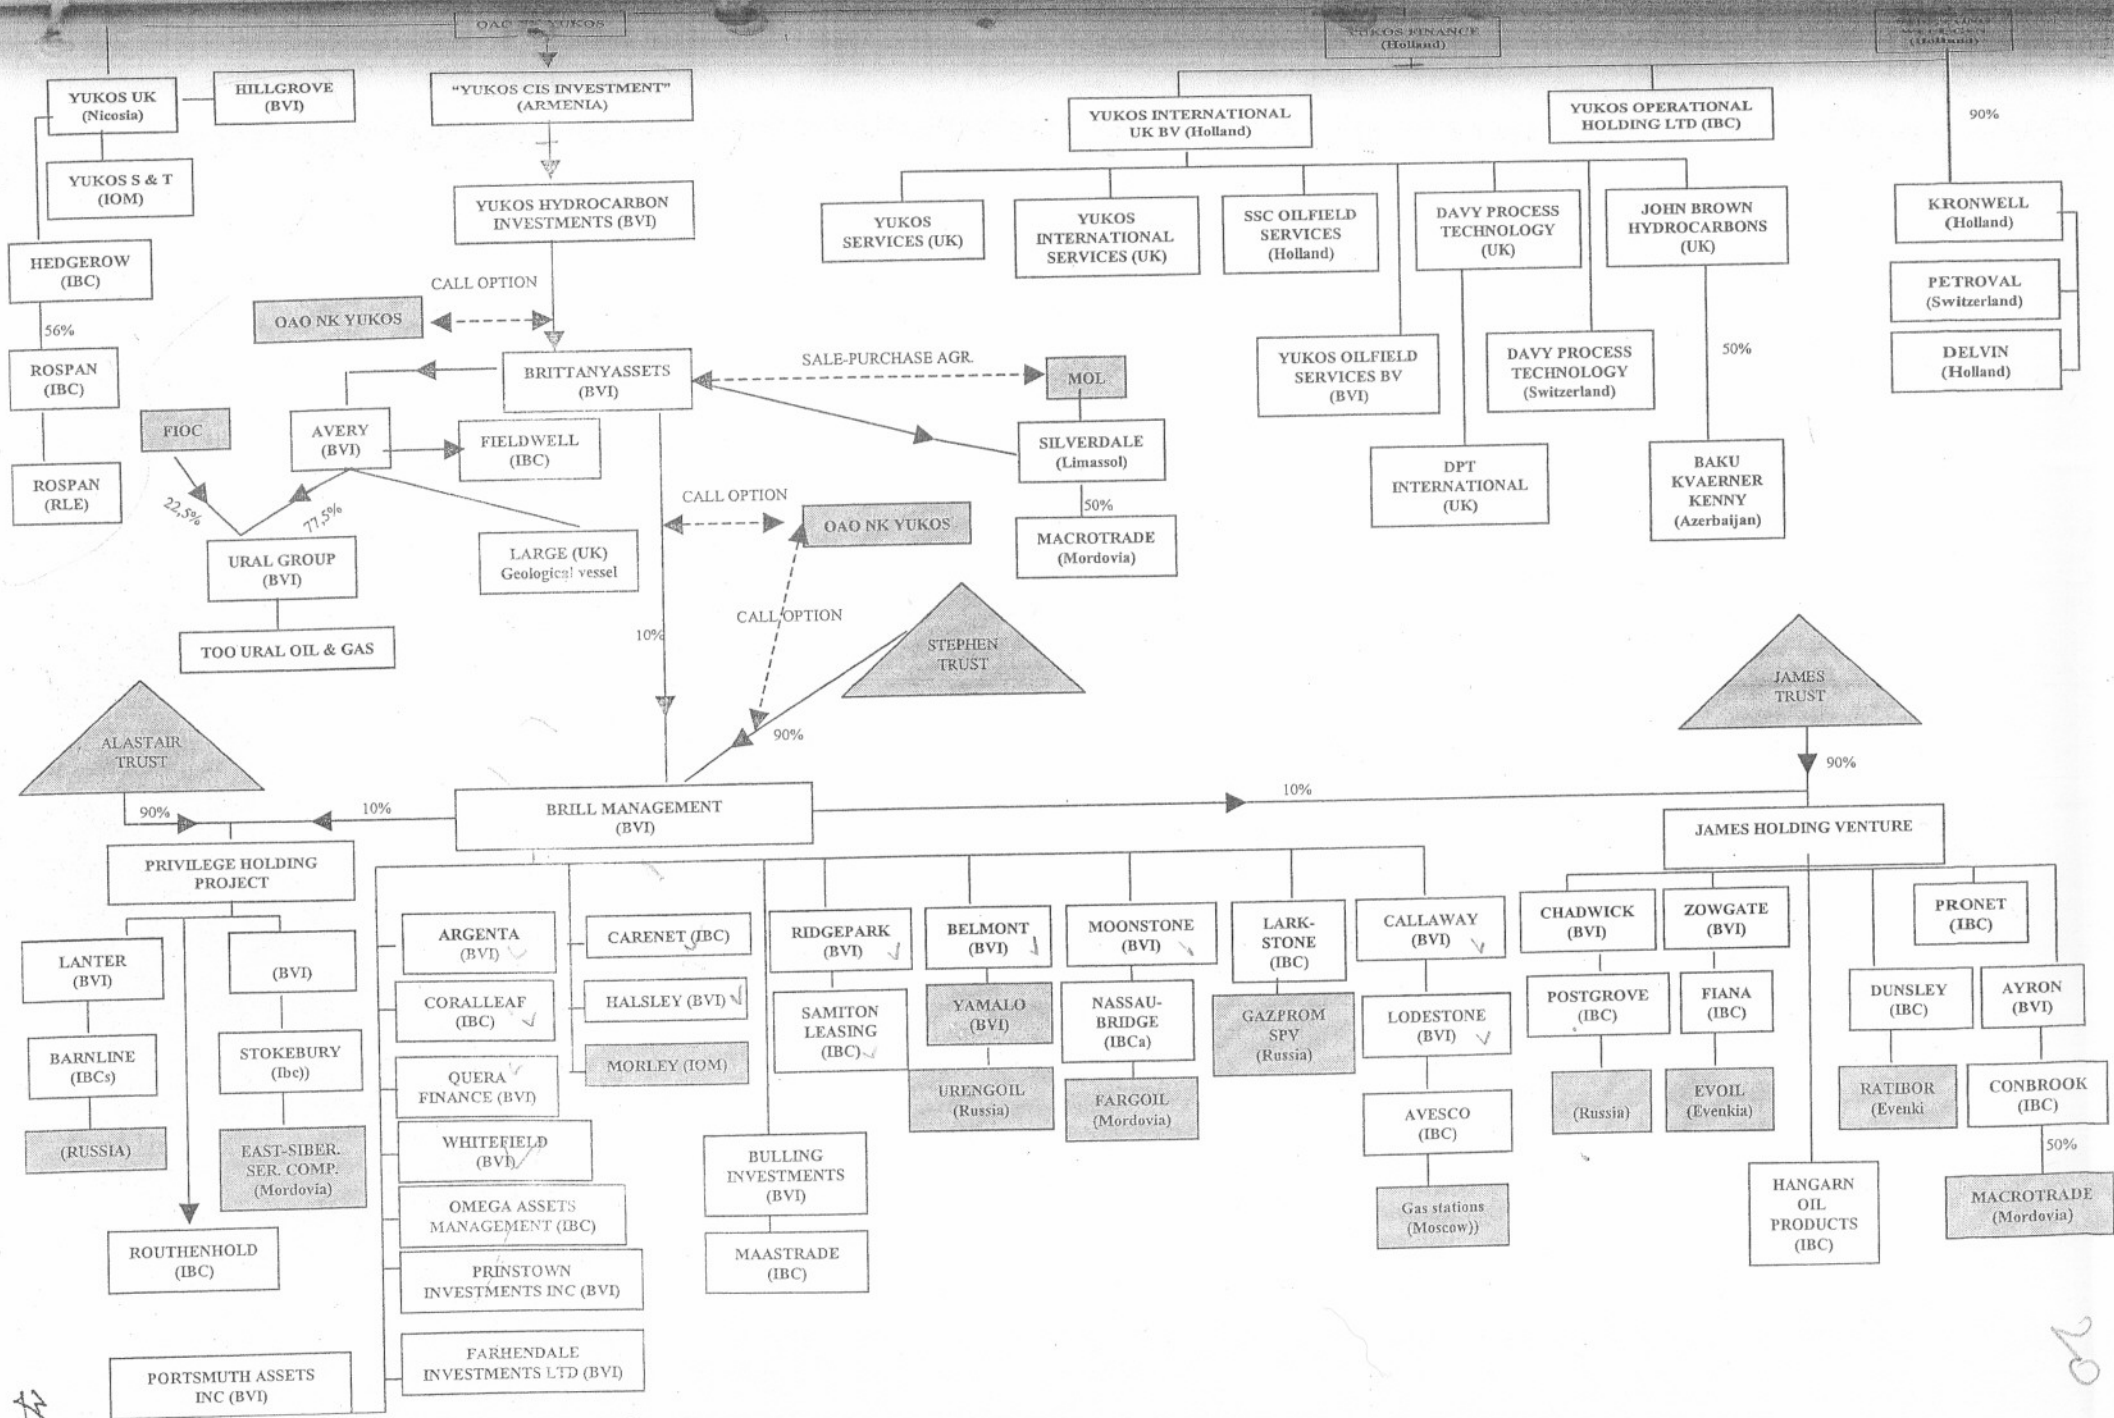 OAO NK YUKOS
YUKOS FINANCE
(Holland)
(Holland)
YUKOS UK
(Nicosia)
HILLGROVE
(BVI)
"YUKOS CIS INVESTMENT"
(ARMENIA)
YUKOS INTERNATIONAL
UK BV (Holland)
YUKOS OPERATIONAL
HOLDING LTD (IBC)
90%
YUKOS S & T
(IOM)
YUKOS HYDROCARBON
INVESTMENTS (BVI)
YUKOS
SERVICES (UK)
YUKOS
INTERNATIONAL
SERVICES (UK)
SSC OILFIELD
SERVICES
(Holland)
DAVY PROCESS
TECHNOLOGY
(UK)
JOHN BROWN
HYDROCARBONS
(UK)
KRONWELL
(Holland)
HEDGEROW
(IBC)
CALL OPTION
OAO NK YUKOS
PETROVAL
(Switzerland)
56%
ROSPAN
(IBC)
BRITTANYASSETS
(BVI)
SALE-PURCHASE AGR.
MOL
YUKOS OILFIELD
SERVICES BV
(BVI)
DAVY PROCESS
TECHNOLOGY
(Switzerland)
50%
DELVIN
(Holland)
FIOC
AVERY
(BVI)
FIELDWELL
(IBC)
SILVERDALE
(Limassol)
ROSPAN
(RLE)
22,5%
77,5%
CALL OPTION
OAO NK YUKOS
50%
DPT
INTERNATIONAL
(UK)
BAKU
KVAERNER
KENNY
(Azerbaijan)
URAL GROUP
(BVI)
LARGE (UK)
Geological vessel
MACROTRADE
(Mordovia)
TOO URAL OIL & GAS
10%
CALL OPTION
STEPHEN
TRUST
JAMES
TRUST
ALASTAIR
TRUST
90%
90%
90%
10%
BRILL MANAGEMENT
(BVI)
10%
JAMES HOLDING VENTURE
PRIVILEGE HOLDING
PROJECT
LANTER
(BVI)
(BVI)
ARGENTA
(BVI)
CARENET (IBC)
RIDGEPARK
(BVI)
BELMONT
(BVI)
MOONSTONE
(BVI)
LARK-
STONE
(IBC)
CALLAWAY
(BVI)
CHADWICK
(BVI)
ZOWGATE
(BVI)
PRONET
(IBC)
CORALLEAF
(IBC)
HALSLEY (BVI)
SAMITON
LEASING
(IBC)
YAMALO
(BVI)
NASSAU-
BRIDGE
(IBCa)
GAZPROM
SPV
(Russia)
LODESTONE
(BVI)
POSTGROVE
(IBC)
FIANA
(IBC)
DUNSLEY
(IBC)
AYRON
(BVI)
BARNLINE
(IBCs)
STOKEBURY
(Ibc))
QUERA
FINANCE (BVI)
MORLEY (IOM)
URENGOIL
(Russia)
FARGOIL
(Mordovia)
AVESCO
(IBC)
(Russia)
EVOIL
(Evenkia)
RATIBOR
(Evenki
CONBROOK
(IBC)
(RUSSIA)
EAST-SIBER.
SER. COMP.
(Mordovia)
WHITEFIELD
(BVI)
BULLING
INVESTMENTS
(BVI)
50%
OMEGA ASSETS
MANAGEMENT (IBC)
Gas stations
(Moscow))
HANGARN
OIL
PRODUCTS
(IBC)
MACROTRADE
(Mordovia)
ROUTHENHOLD
(IBC)
PRINSTOWN
INVESTMENTS INC (BVI)
MAASTRADE
(IBC)
FARHENDALE
INVESTMENTS LTD (BVI)
PORTSMUTH ASSETS
INC (BVI)